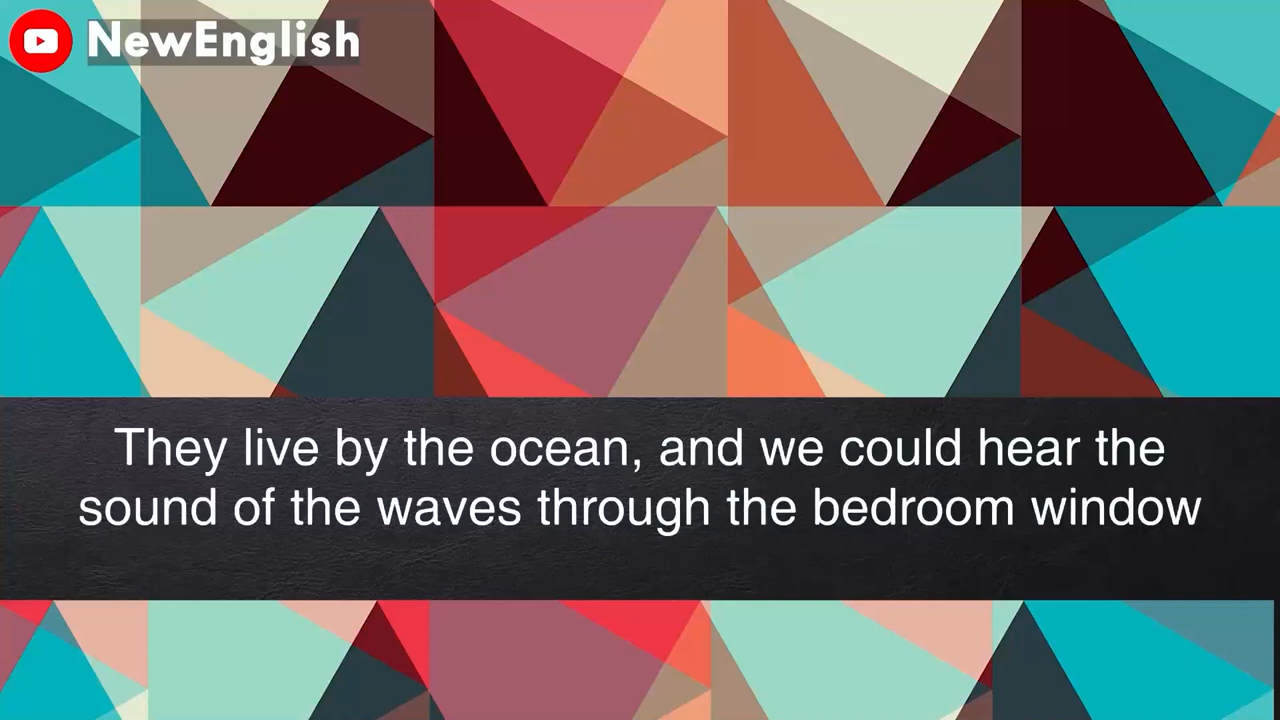 NewEnglish
They live by the ocean, and we could hear the
sound of the waves through the bedroom window